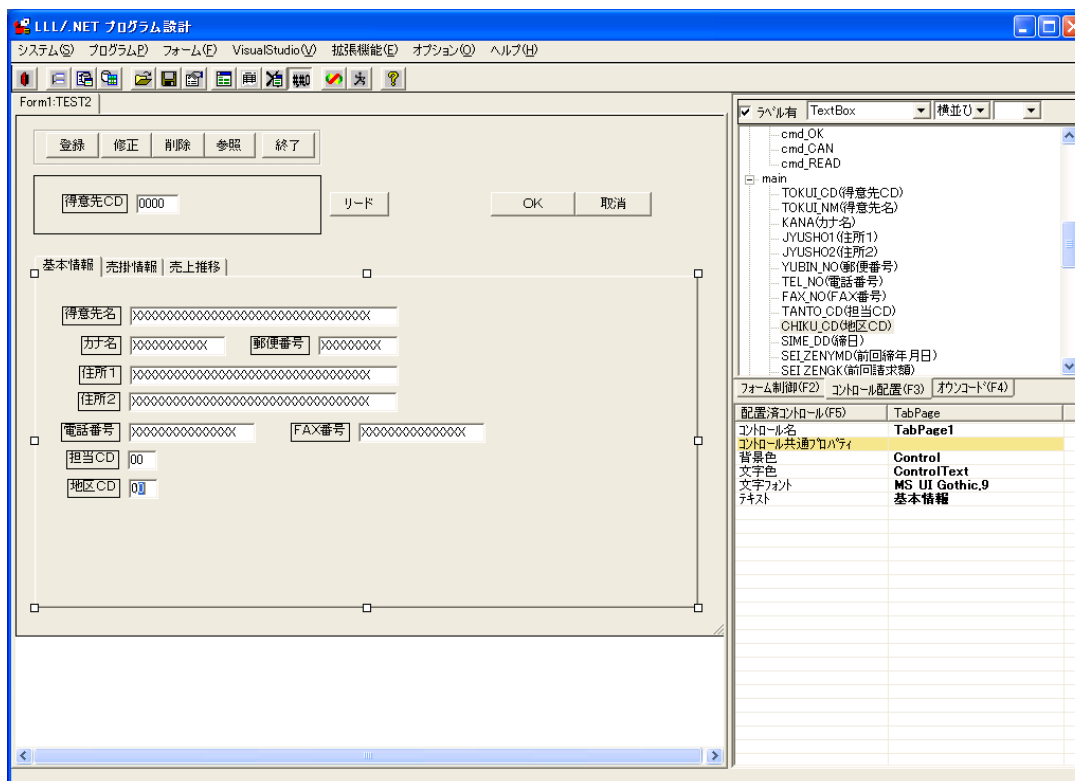 LLL/.NET プログラム設計
システム(S) プログラムP) フォーム(F) VisualStudio(V) 拡張機能(E) オプション(O) ヘルプ(H)
Form1:TEST2
登録 修正 削除 参照 終了
得意先CD 0000 リード OK 取消
基本情報 売掛情報 売上推移
得意先名 XXXXXXXXXXXXXXXXXXXXXXXXXXXXXXXXXX
カナ名 XXXXXXXXXX 郵便番号 XXXXXXXX
住所1 XXXXXXXXXXXXXXXXXXXXXXXXXXXXXXXXXX
住所2 XXXXXXXXXXXXXXXXXXXXXXXXXXXXXXXXXX
電話番号 XXXXXXXXXXXXXX FAX番号 XXXXXXXXXXXXXX
担当CD 00
地区CD 00
ラベル有 TextBox 横並び
cmd_OK
cmd_CAN
cmd_READ
main
TOKUI_CD(得意先CD)
TOKUI_NM(得意先名)
KANA(カナ名)
JYUSHO1(住所1)
JYUSHO2(住所2)
YUBIN_NO(郵便番号)
TEL_NO(電話番号)
FAX_NO(FAX番号)
TANTO_CD(担当CD)
CHIKU_CD(地区CD)
SIME_DD(締日)
SEI_ZENYMD(前回締年月日)
SEI_ZENGK(前回請求額)
フォーム制御(F2) コントロール配置(F3) オウンコード(F4)
配置済コントロール(F5) TabPage
コントロール名 TabPage1
コントロール共通プロパティ
背景色 Control
文字色 ControlText
文字フォント MS UI Gothic,9
テキスト 基本情報